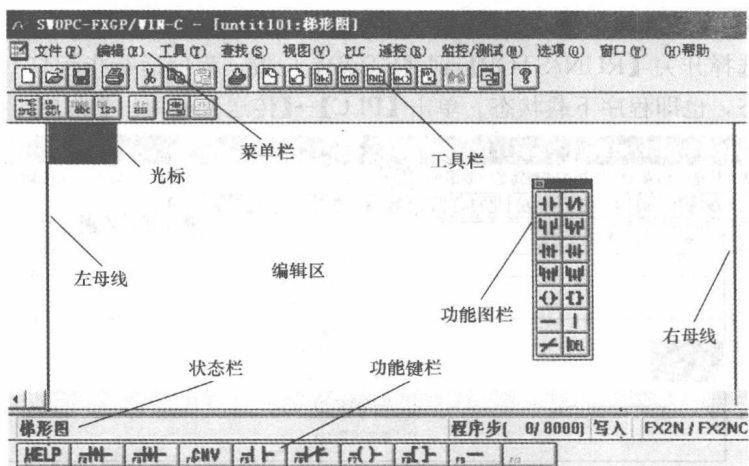 SWOPC-FXGP/WIN-C - [untit101:梯形图]
文件(F) 编辑(E) 工具(T) 查找(S) 视图(V) PLC 遥控(R) 监控/测试(M) 选项(O) 窗口(W) (H)帮助
abc 123
菜单栏
工具栏
光标
左母线
编辑区
功能图栏
右母线
DEL
状态栏
功能键栏
梯形图 程序步[ 0/8000] 写入 FX2N/FX2NC
HELP CNV